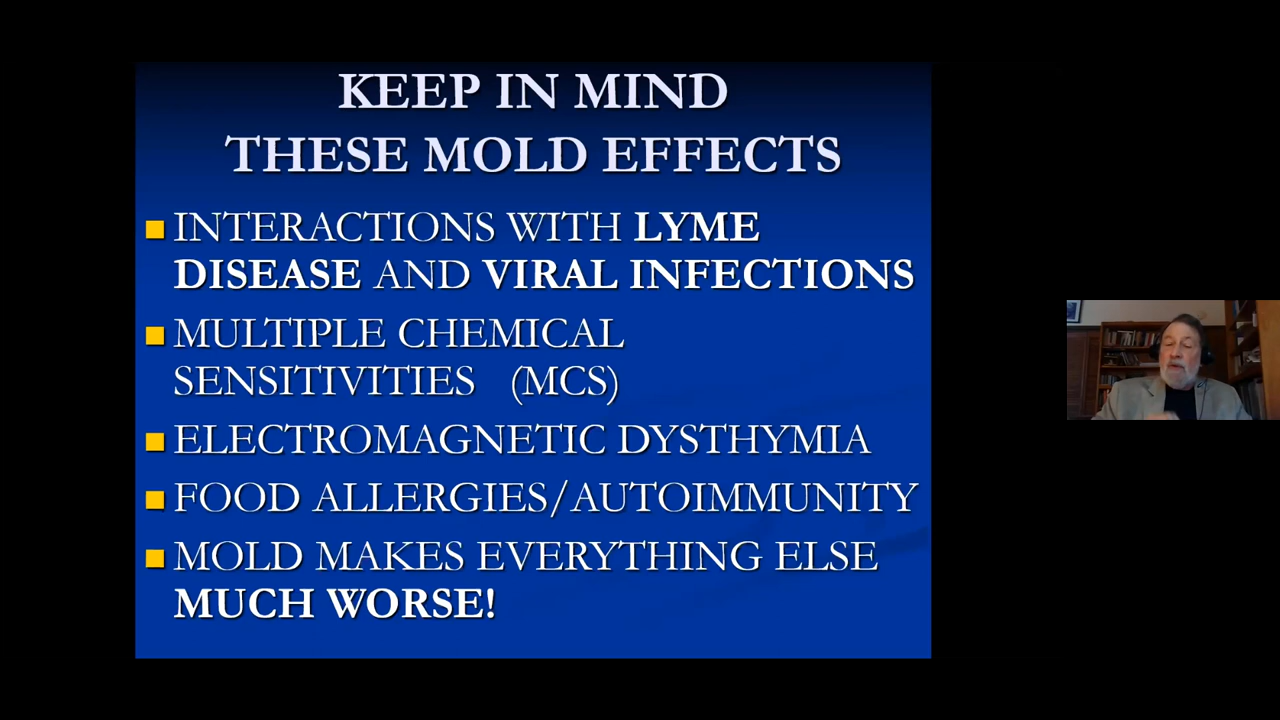 KEEP IN MIND
THESE MOLD EFFECTS
INTERACTIONS WITH LYME
DISEASE AND VIRAL INFECTIONS
MULTIPLE CHEMICAL
SENSITIVITIES (MCS)
ELECTROMAGNETIC DYSTHYMIA
FOOD ALLERGIES/AUTOIMMUNITY
MOLD MAKES EVERYTHING ELSE
MUCH WORSE!